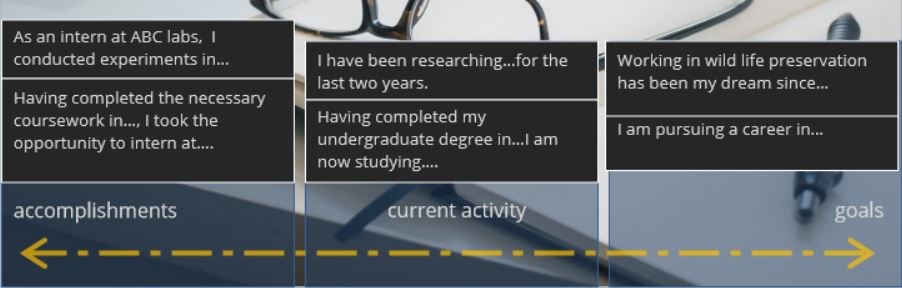 As an intern at ABC labs,  I
conducted experiments in...
Having completed the necessary
coursework in..., I took the
opportunity to intern at....
accomplishments
I have been researching...for the
last two years.
Having completed my
undergraduate degree in...I am
now studying....
current activity
Working in wild life preservation
has been my dream since...
I am pursuing a career in...
goals